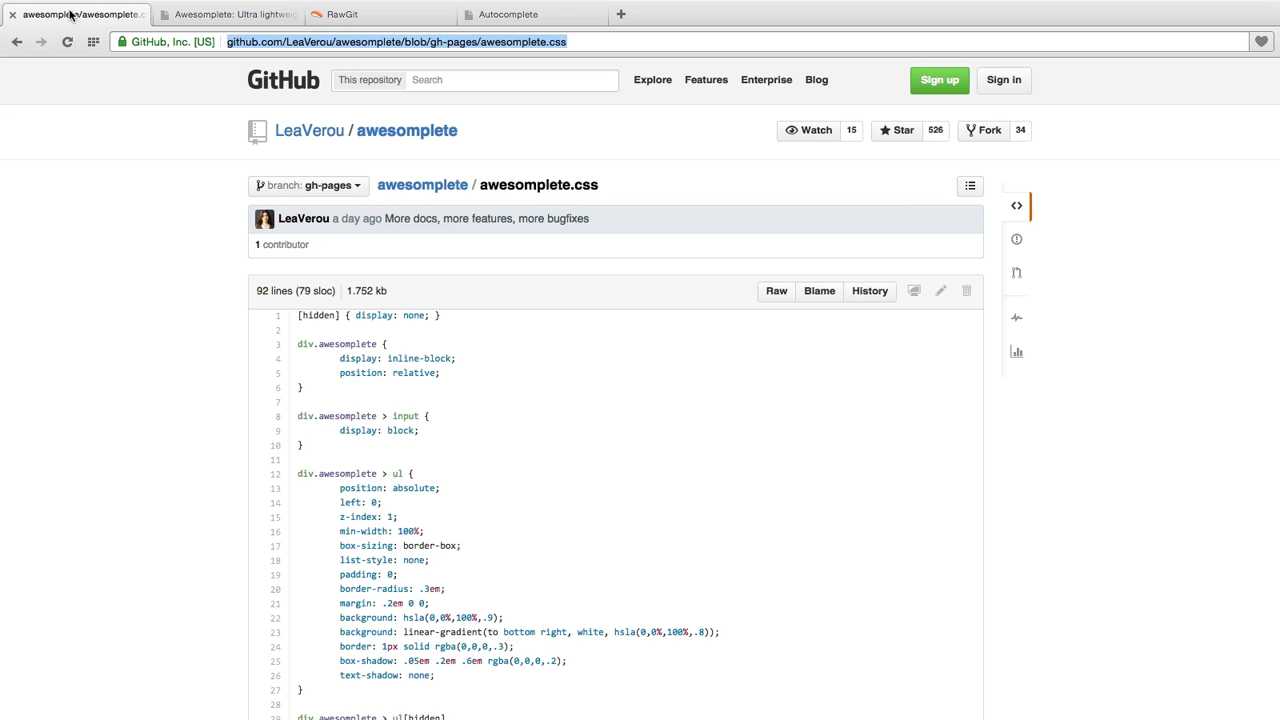 awesomplete/awesomplete.c
Awesomplete: Ultra lightweig
RawGit
Autocomplete
GitHub, Inc. [US]
github.com/LeaVerou/awesomplete/blob/gh-pages/awesomplete.css
GitHub
This repository
Search
Explore
Features
Enterprise
Blog
Sign up
Sign in
LeaVerou / awesomplete
Watch 15
Star 526
Fork 34
branch: gh-pages
awesomplete / awesomplete.css
LeaVerou a day ago More docs, more features, more bugfixes
1 contributor
92 lines (79 sloc) 1.752 kb
Raw
Blame
History
1 [hidden] { display: none; }
2
3 div.awesomplete {
4 display: inline-block;
5 position: relative;
6 }
7
8 div.awesomplete > input {
9 display: block;
10 }
11
12 div.awesomplete > ul {
13 position: absolute;
14 left: 0;
15 z-index: 1;
16 min-width: 100%;
17 box-sizing: border-box;
18 list-style: none;
19 padding: 0;
20 border-radius: .3em;
21 margin: .2em 0 0;
22 background: hsla(0,0%,100%,.9);
23 background: linear-gradient(to bottom right, white, hsla(0,0%,100%,.8));
24 border: 1px solid rgba(0,0,0,.3);
25 box-shadow: .05em .2em .6em rgba(0,0,0,.2);
26 text-shadow: none;
27 }
28
29 div.awesomplete > ul[hidden]